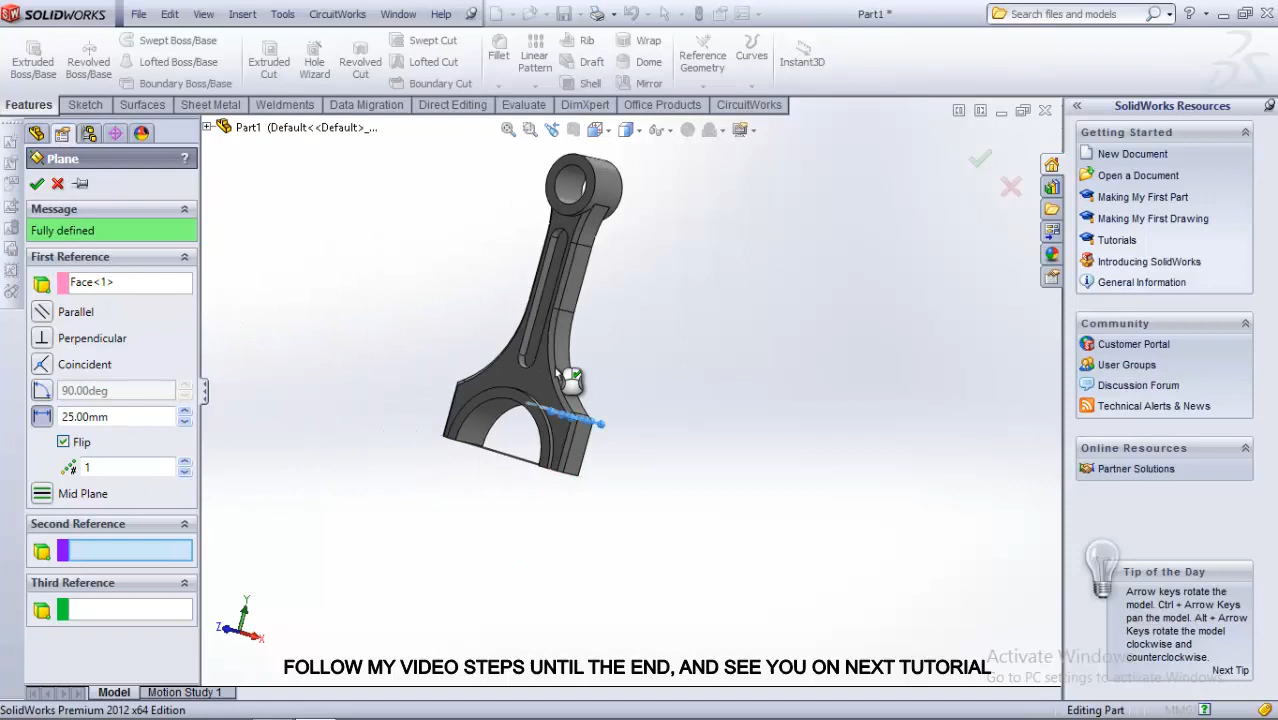 SOLIDWORKS File Edit View Insert Tools CircuitWorks Window Help Part1 * Search files and models
Extruded Boss/Base
Revolved Boss/Base
Swept Boss/Base
Lofted Boss/Base
Boundary Boss/Base
Extruded Cut
Hole Wizard
Revolved Cut
Swept Cut
Lofted Cut
Boundary Cut
Fillet
Linear Pattern
Rib
Draft
Shell
Wrap
Dome
Mirror
Reference Geometry
Curves
Instant3D
Features Sketch Surfaces Sheet Metal Weldments Data Migration Direct Editing Evaluate DimXpert Office Products CircuitWorks
Part1 (Default<<Default>_...
Plane ?
Message
Fully defined
First Reference
Face<1>
Parallel
Perpendicular
Coincident
90.00deg
25.00mm
Flip
1
Mid Plane
Second Reference
Third Reference
Y
Z
X
SolidWorks Resources
Getting Started
New Document
Open a Document
Making My First Part
Making My First Drawing
Tutorials
Introducing SolidWorks
General Information
Community
Customer Portal
User Groups
Discussion Forum
Technical Alerts & News
Online Resources
Partner Solutions
Tip of the Day
Arrow keys rotate the
model. Ctrl + Arrow Keys
pan the model. Alt + Arrow
Keys rotate the model
clockwise and
counterclockwise.
Next Tip
Activate Windows
Go to PC settings to activate Windows.
FOLLOW MY VIDEO STEPS UNTIL THE END, AND SEE YOU ON NEXT TUTORIAL
Model Motion Study 1
SolidWorks Premium 2012 x64 Edition Editing Part MMGS